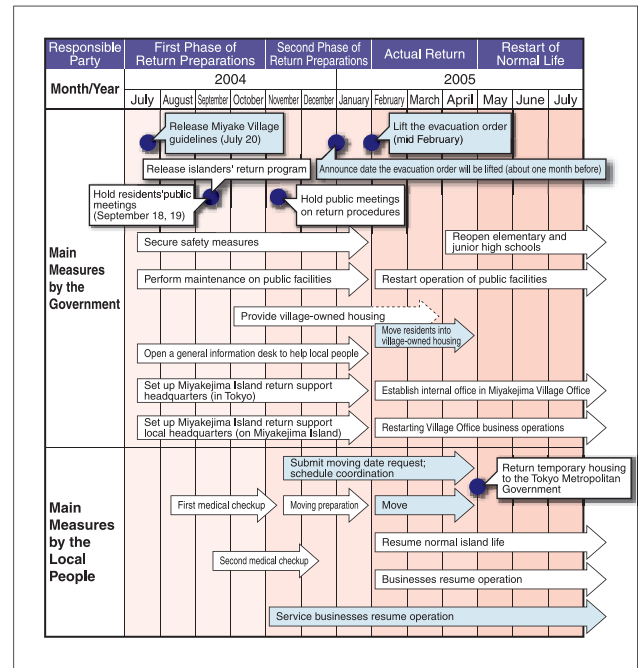 Responsible
Party
First Phase of
Return Preparations
Second Phase of
Return Preparations
Actual Return
Restart of
Normal Life
Month/Year
2004
2005
July
August
September
October
November
December
January
February
March
April
May
June
July
Main
Measures
by the
Government
Release Miyake Village
guidelines (July 20)
Lift the evacuation order
(mid February)
Release islanders' return program
Announce date the evacuation order will be lifted (about one month before)
Hold residents'public
meetings
(September 18, 19)
Hold public meetings
on return procedures
Secure safety measures
Reopen elementary and
junior high schools
Perform maintenance on public facilities
Restart operation of public facilities
Provide village-owned housing
Move residents into
village-owned housing
Open a general information desk to help local people
Set up Miyakejima Island return support
headquarters (in Tokyo)
Establish internal office in Miyakejima Village Office
Set up Miyakejima Island return support
local headquarters (on Miyakejima Island)
Restarting Village Office business operations
Main
Measures
by the
Local
People
Submit moving date request;
schedule coordination
Return temporary housing
to the Tokyo Metropolitan
Government
First medical checkup
Moving preparation
Move
Resume normal island life
Second medical checkup
Businesses resume operation
Service businesses resume operation